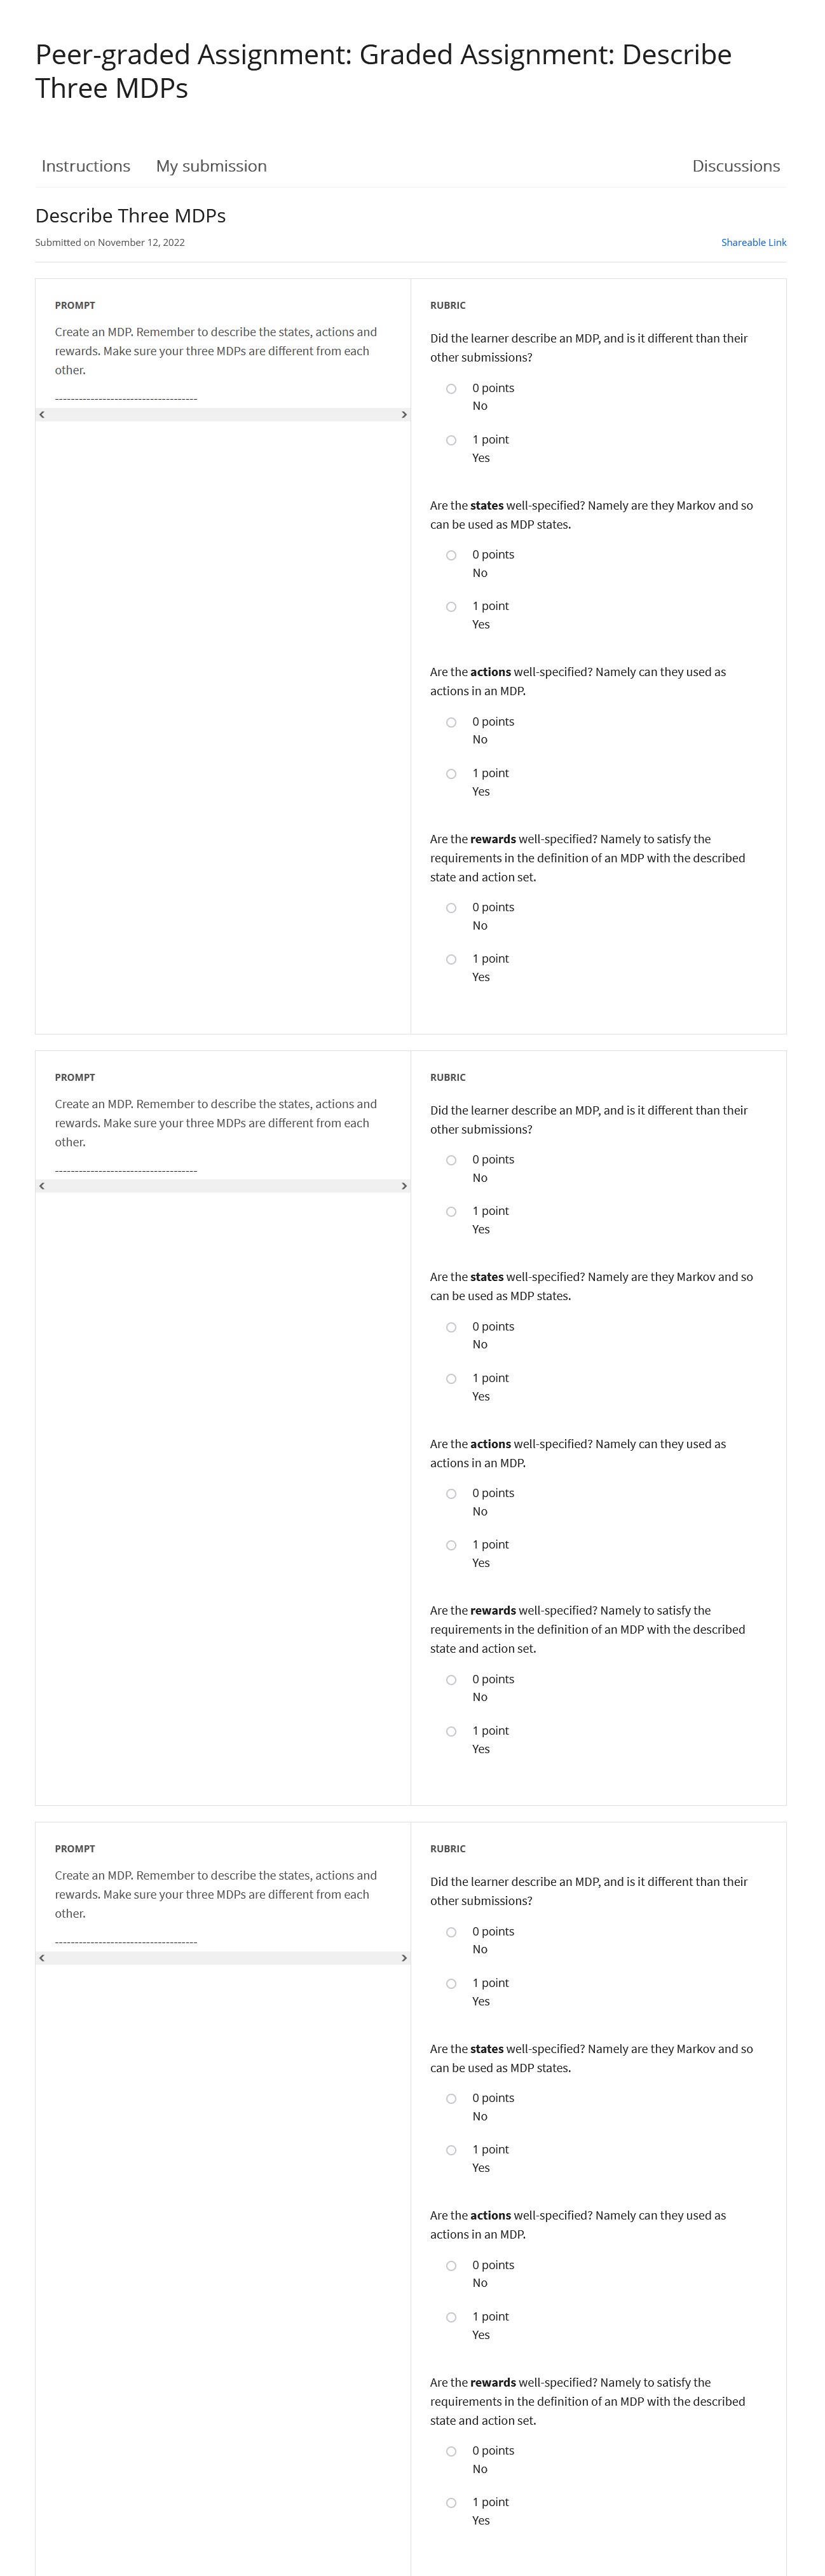 Peer-graded Assignment: Graded Assignment: Describe
Three MDPs
Instructions My submission Discussions
Describe Three MDPs
Submitted on November 12, 2022 Shareable Link
PROMPT
Create an MDP. Remember to describe the states, actions and
rewards. Make sure your three MDPs are different from each
other.
------------------------------------
RUBRIC
Did the learner describe an MDP, and is it different than their
other submissions?
0 points
No
1 point
Yes
Are the states well-specified? Namely are they Markov and so
can be used as MDP states.
0 points
No
1 point
Yes
Are the actions well-specified? Namely can they used as
actions in an MDP.
0 points
No
1 point
Yes
Are the rewards well-specified? Namely to satisfy the
requirements in the definition of an MDP with the described
state and action set.
0 points
No
1 point
Yes
PROMPT
Create an MDP. Remember to describe the states, actions and
rewards. Make sure your three MDPs are different from each
other.
------------------------------------
RUBRIC
Did the learner describe an MDP, and is it different than their
other submissions?
0 points
No
1 point
Yes
Are the states well-specified? Namely are they Markov and so
can be used as MDP states.
0 points
No
1 point
Yes
Are the actions well-specified? Namely can they used as
actions in an MDP.
0 points
No
1 point
Yes
Are the rewards well-specified? Namely to satisfy the
requirements in the definition of an MDP with the described
state and action set.
0 points
No
1 point
Yes
PROMPT
Create an MDP. Remember to describe the states, actions and
rewards. Make sure your three MDPs are different from each
other.
------------------------------------
RUBRIC
Did the learner describe an MDP, and is it different than their
other submissions?
0 points
No
1 point
Yes
Are the states well-specified? Namely are they Markov and so
can be used as MDP states.
0 points
No
1 point
Yes
Are the actions well-specified? Namely can they used as
actions in an MDP.
0 points
No
1 point
Yes
Are the rewards well-specified? Namely to satisfy the
requirements in the definition of an MDP with the described
state and action set.
0 points
No
1 point
Yes